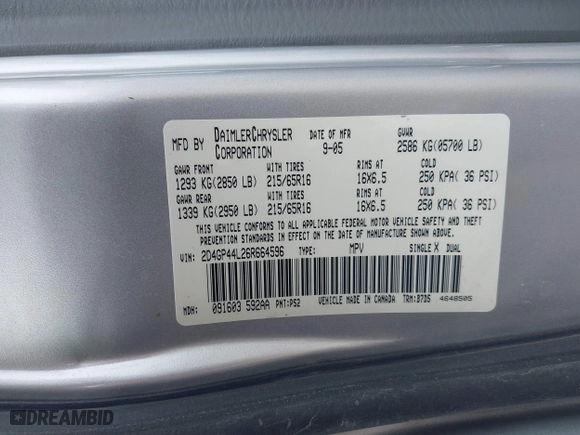 MFD BY DAIMLERCHRYSLER CORPORATION DATE OF MFR 9-05 GVWR 2586 KG(05700 LB)
GAWR FRONT WITH TIRES RIMS AT COLD
1293 KG(2850 LB) 215/65R16 16X6.5 250 KPA( 36 PSI)
GAWR REAR WITH TIRES RIMS AT COLD
1339 KG(2950 LB) 215/65R16 16X6.5 250 KPA( 36 PSI)
THIS VEHICLE CONFORMS TO ALL APPLICABLE FEDERAL MOTOR VEHICLE SAFETY AND THEFT
PREVENTION STANDARDS IN EFFECT ON THE DATE OF MANUFACTURE SHOWN ABOVE.
VIN: 2D4GP44L26R664596 TYPE: MPV SINGLE X DUAL
MDH: 091603 592AA PNT:PS2 VEHICLE MADE IN CANADA TRM:37D5 4648505
DREAMBID